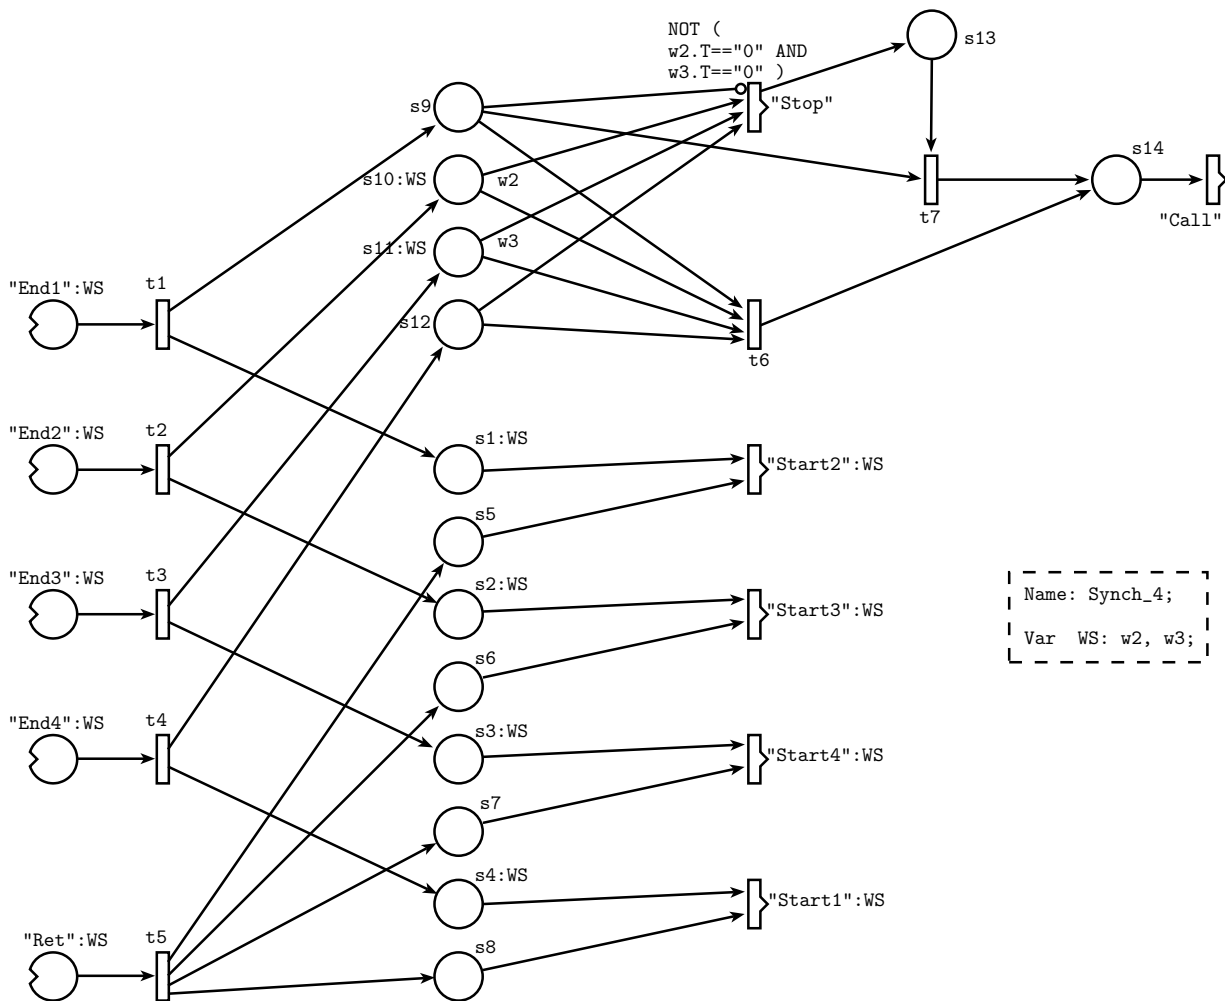 NOT (
w2.T=="0" AND
w3.T=="0" )
s13
s9
"Stop"
s14
s10:WS
w2
t7
"Call"
s11:WS
w3
"End1":WS
t1
s12
t6
"End2":WS
t2
s1:WS
"Start2":WS
s5
"End3":WS
t3
s2:WS
"Start3":WS
Name: Synch_4;
Var WS: w2, w3;
s6
"End4":WS
t4
s3:WS
"Start4":WS
s7
s4:WS
"Start1":WS
"Ret":WS
t5
s8